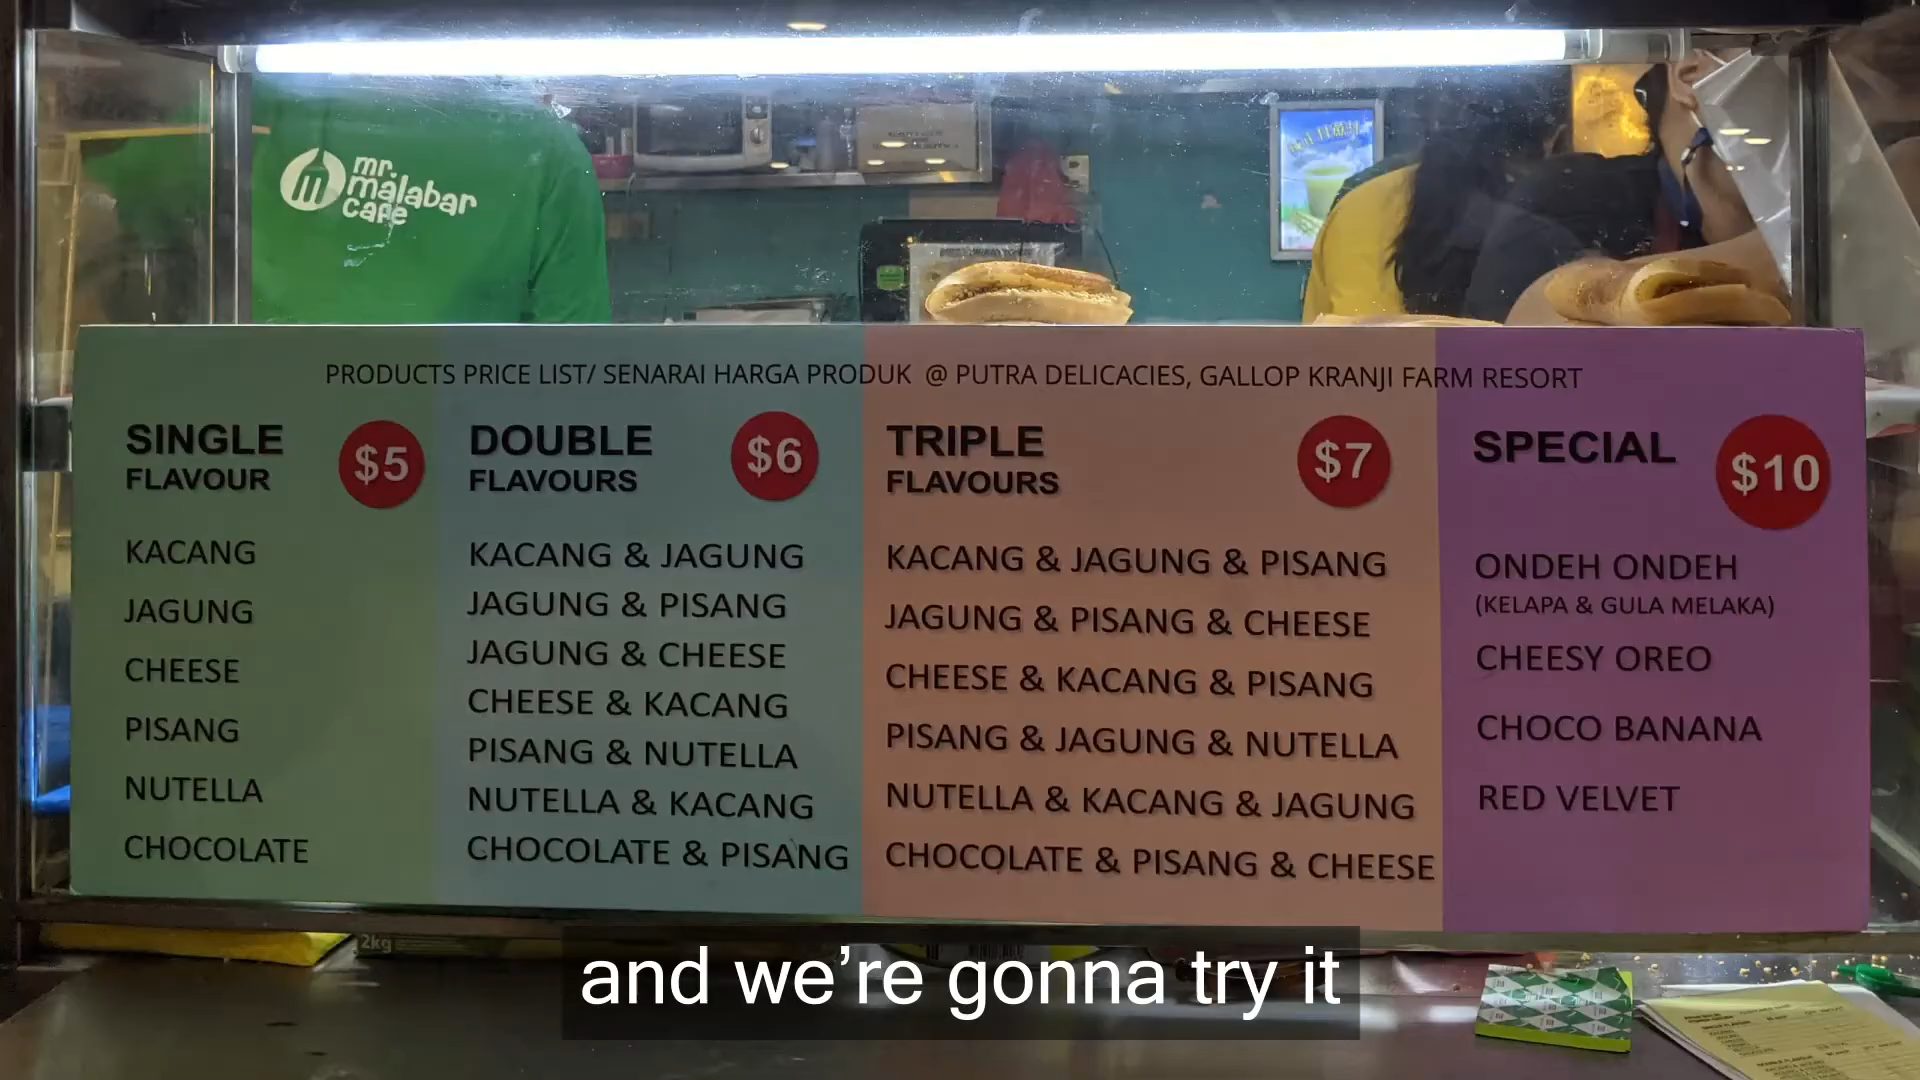 mr.
malabar
cafe
PRODUCTS PRICE LIST/ SENARAI HARGA PRODUK @ PUTRA DELICACIES, GALLOP KRANJI FARM RESORT
SINGLE
FLAVOUR
$5
KACANG
JAGUNG
CHEESE
PISANG
NUTELLA
CHOCOLATE
DOUBLE
FLAVOURS
$6
KACANG & JAGUNG
JAGUNG & PISANG
JAGUNG & CHEESE
CHEESE & KACANG
PISANG & NUTELLA
NUTELLA & KACANG
CHOCOLATE & PISANG
TRIPLE
FLAVOURS
$7
KACANG & JAGUNG & PISANG
JAGUNG & PISANG & CHEESE
CHEESE & KACANG & PISANG
PISANG & JAGUNG & NUTELLA
NUTELLA & KACANG & JAGUNG
CHOCOLATE & PISANG & CHEESE
SPECIAL
$10
ONDEH ONDEH
(KELAPA & GULA MELAKA)
CHEESY OREO
CHOCO BANANA
RED VELVET
2kg
and we’re gonna try it